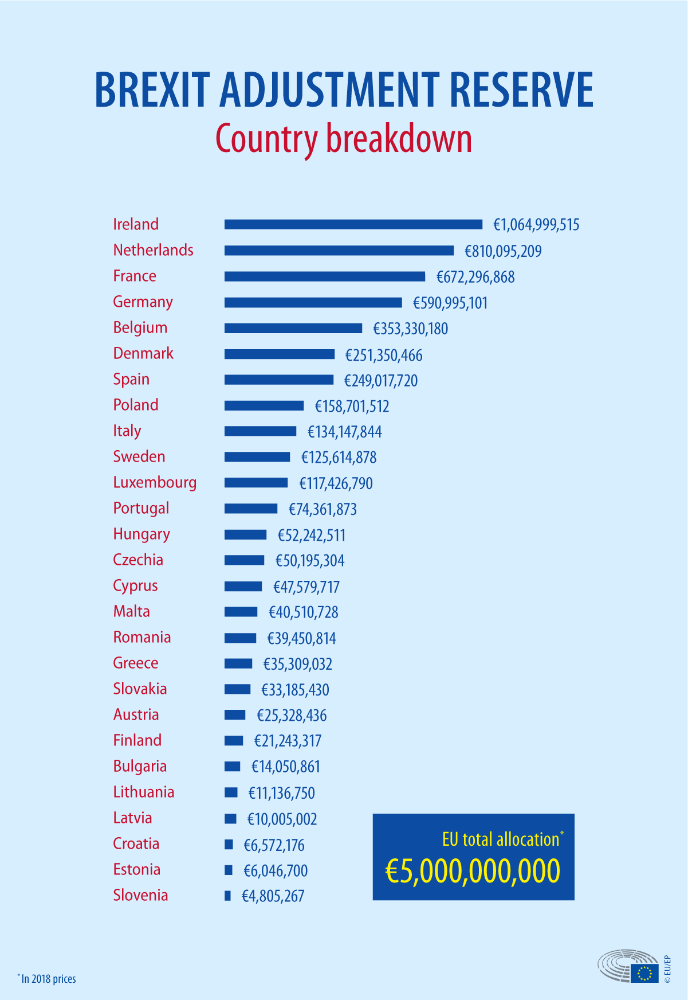 BREXIT ADJUSTMENT RESERVE
Country breakdown
Ireland €1,064,999,515
Netherlands €810,095,209
France €672,296,868
Germany €590,995,101
Belgium €353,330,180
Denmark €251,350,466
Spain €249,017,720
Poland €158,701,512
Italy €134,147,844
Sweden €125,614,878
Luxembourg €117,426,790
Portugal €74,361,873
Hungary €52,242,511
Czechia €50,195,304
Cyprus €47,579,717
Malta €40,510,728
Romania €39,450,814
Greece €35,309,032
Slovakia €33,185,430
Austria €25,328,436
Finland €21,243,317
Bulgaria €14,050,861
Lithuania €11,136,750
Latvia €10,005,002
Croatia €6,572,176
Estonia €6,046,700
Slovenia €4,805,267
EU total allocation*
€5,000,000,000
* In 2018 prices
© EU/EP